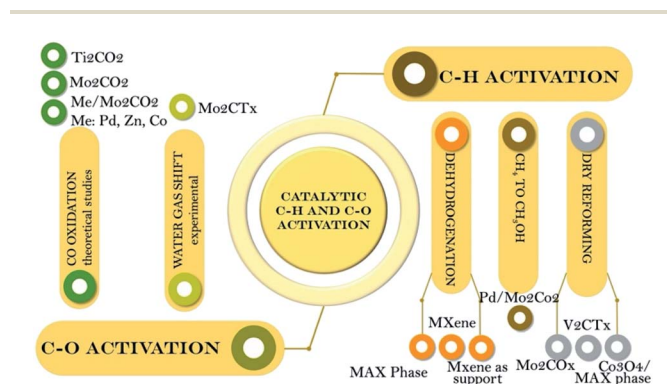 Ti2CO2
Mo2CO2
Me/Mo2CO2
Me: Pd, Zn, Co
Mo2CTx
CO OXIDATION
theoretical studies
WATER GAS SHIFT
experimental
C-O ACTIVATION
CATALYTIC
C-H AND C-O
ACTIVATION
C-H ACTIVATION
DEHYDROGENATION
CH4 TO CH3OH
DRY REFORMING
MAX Phase
MXene
Mxene as
support
Pd/Mo2Co2
Mo2COx
V2CTx
Co3O4/
MAX phase